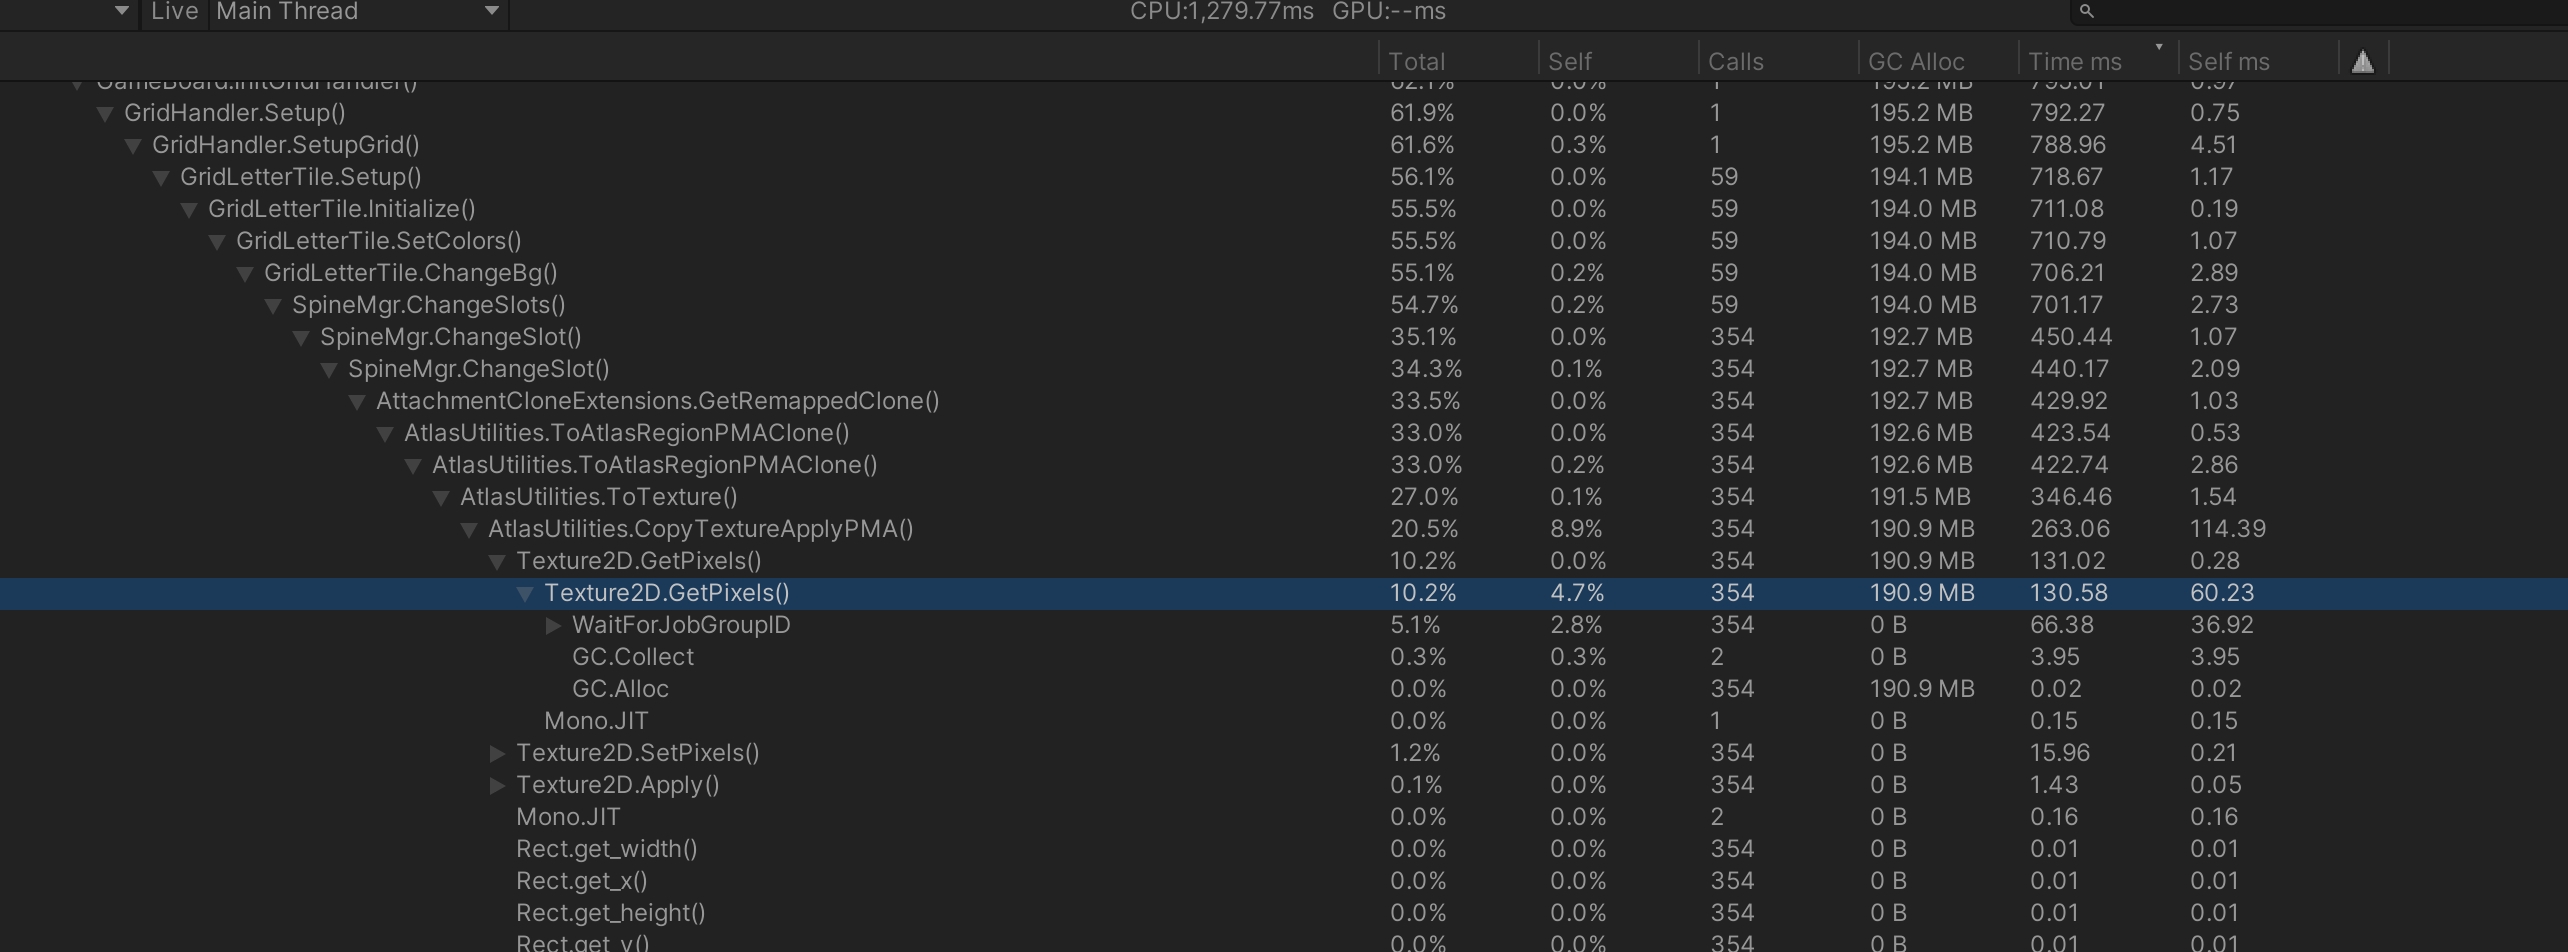 Live Main Thread CPU:1,279.77ms GPU:--ms
Total Self Calls GC Alloc Time ms Self ms
GameBoard.InitGridHandler() 62.1% 0.0% 1 195.2 MB 795.01 0.97
GridHandler.Setup() 61.9% 0.0% 1 195.2 MB 792.27 0.75
GridHandler.SetupGrid() 61.6% 0.3% 1 195.2 MB 788.96 4.51
GridLetterTile.Setup() 56.1% 0.0% 59 194.1 MB 718.67 1.17
GridLetterTile.Initialize() 55.5% 0.0% 59 194.0 MB 711.08 0.19
GridLetterTile.SetColors() 55.5% 0.0% 59 194.0 MB 710.79 1.07
GridLetterTile.ChangeBg() 55.1% 0.2% 59 194.0 MB 706.21 2.89
SpineMgr.ChangeSlots() 54.7% 0.2% 59 194.0 MB 701.17 2.73
SpineMgr.ChangeSlot() 35.1% 0.0% 354 192.7 MB 450.44 1.07
SpineMgr.ChangeSlot() 34.3% 0.1% 354 192.7 MB 440.17 2.09
AttachmentCloneExtensions.GetRemappedClone() 33.5% 0.0% 354 192.7 MB 429.92 1.03
AtlasUtilities.ToAtlasRegionPMAClone() 33.0% 0.0% 354 192.6 MB 423.54 0.53
AtlasUtilities.ToAtlasRegionPMAClone() 33.0% 0.2% 354 192.6 MB 422.74 2.86
AtlasUtilities.ToTexture() 27.0% 0.1% 354 191.5 MB 346.46 1.54
AtlasUtilities.CopyTextureApplyPMA() 20.5% 8.9% 354 190.9 MB 263.06 114.39
Texture2D.GetPixels() 10.2% 0.0% 354 190.9 MB 131.02 0.28
Texture2D.GetPixels() 10.2% 4.7% 354 190.9 MB 130.58 60.23
WaitForJobGroupID 5.1% 2.8% 354 0 B 66.38 36.92
GC.Collect 0.3% 0.3% 2 0 B 3.95 3.95
GC.Alloc 0.0% 0.0% 354 190.9 MB 0.02 0.02
Mono.JIT 0.0% 0.0% 1 0 B 0.15 0.15
Texture2D.SetPixels() 1.2% 0.0% 354 0 B 15.96 0.21
Texture2D.Apply() 0.1% 0.0% 354 0 B 1.43 0.05
Mono.JIT 0.0% 0.0% 2 0 B 0.16 0.16
Rect.get_width() 0.0% 0.0% 354 0 B 0.01 0.01
Rect.get_x() 0.0% 0.0% 354 0 B 0.01 0.01
Rect.get_height() 0.0% 0.0% 354 0 B 0.01 0.01
Rect.get_y() 0.0% 0.0% 354 0 B 0.01 0.01